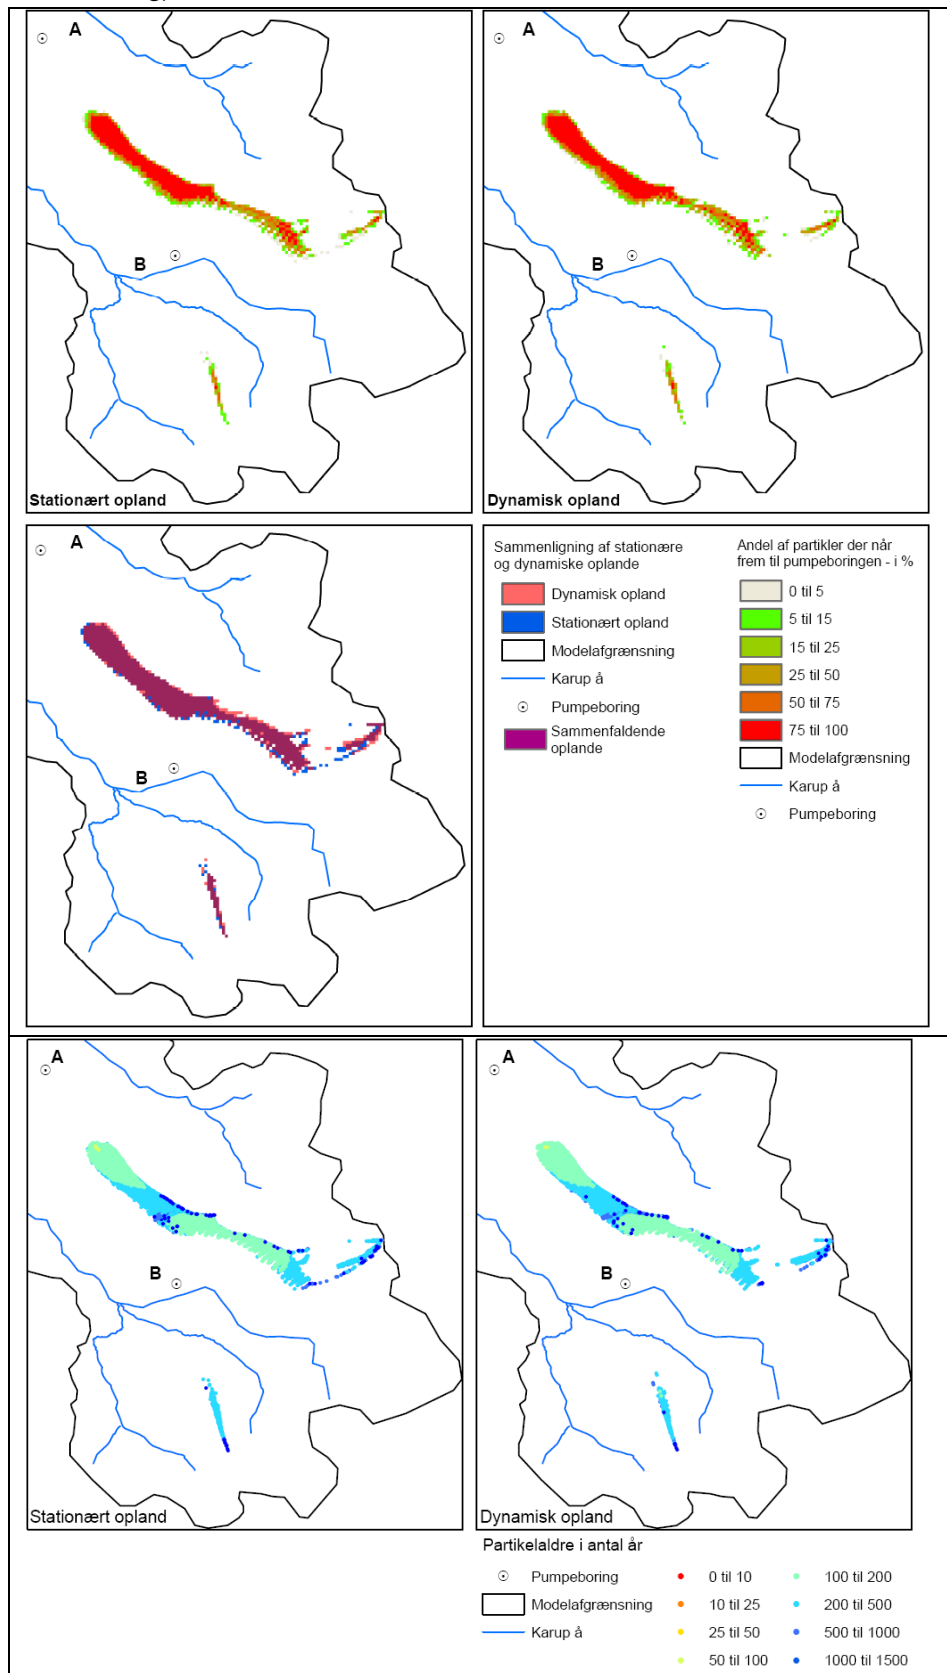 A
B
Stationært opland
A
B
Dynamisk opland
A
B
Sammenligning af stationære
og dynamiske oplande
Dynamisk opland
Stationært opland
Modelafgrænsning
Karup å
Pumpeboring
Sammenfaldende
oplande
Andel af partikler der når
frem til pumpeboringen - i %
0 til 5
5 til 15
15 til 25
25 til 50
50 til 75
75 til 100
Modelafgrænsning
Karup å
Pumpeboring
A
B
Stationært opland
A
B
Dynamisk opland
Partikelaldre i antal år
Pumpeboring
Modelafgrænsning
Karup å
0 til 10
10 til 25
25 til 50
50 til 100
100 til 200
200 til 500
500 til 1000
1000 til 1500